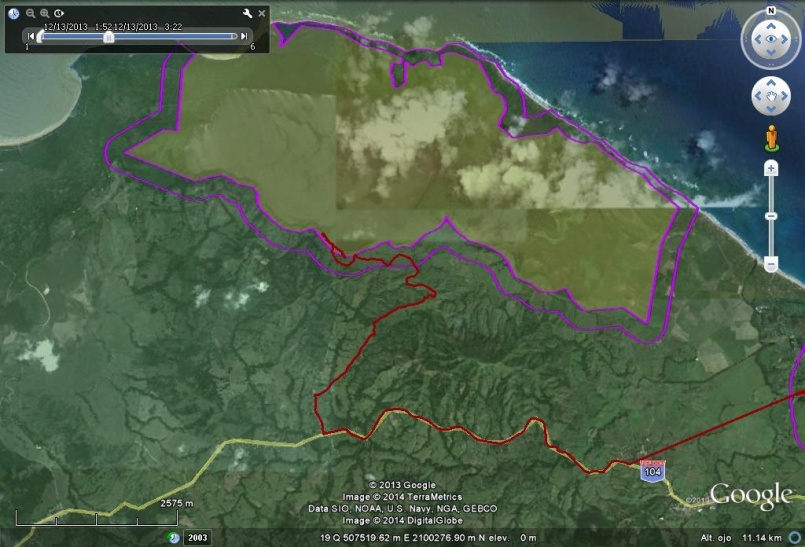 12/13/2013 1:52 12/13/2013 3:22
1
6
N
104
2575 m
© 2013 Google
Image © 2014 TerraMetrics
Data SIO, NOAA, U.S. Navy, NGA, GEBCO
Image © 2014 DigitalGlobe
Google
2003
19 Q 507519.62 m E 2100276.90 m N elev. 0 m
Alt. ojo 11.14 km